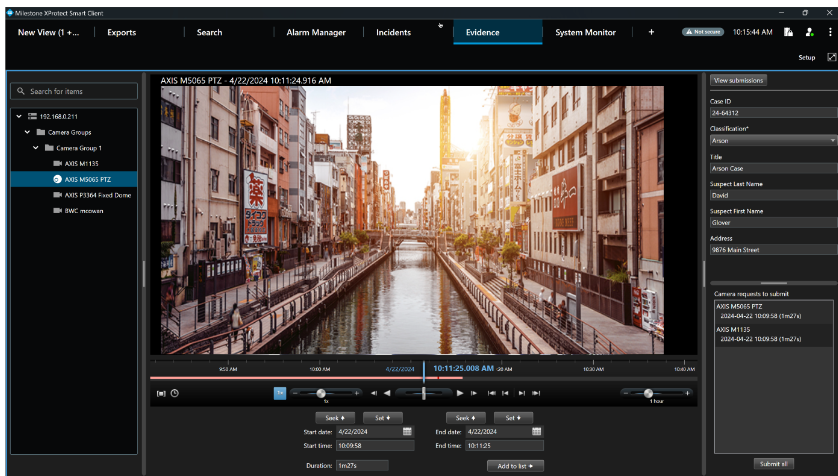 Milestone XProtect Smart Client
New View (1 +...
Exports
Search
Alarm Manager
Incidents
Evidence
System Monitor
+
Not secure
10:15:44 AM
Setup
Search for items
192.168.0.211
Camera Groups
Camera Group 1
AXIS M1135
AXIS M5065 PTZ
AXIS P3364 Fixed Dome
BWC mcowan
AXIS M5065 PTZ - 4/22/2024 10:11:24.916 AM
9:50 AM
10:00 AM
4/22/2024
10:11:25.008 AM
10:30 AM
10:40 AM
1x
1 hour
Seek
Set
Seek
Set
Start date:
4/22/2024
End date:
4/22/2024
Start time:
10:09:58
End time:
10:11:25
Duration:
1m27s
Add to list
View submissions
Case ID
24-64312
Classification*
Arson
Title
Arson Case
Suspect Last Name
David
Suspect First Name
Glover
Address
9876 Main Street
Camera requests to submit
AXIS M5065 PTZ
2024-04-22 10:09:58 (1m27s)
AXIS M1135
2024-04-22 10:09:58 (1m27s)
Submit all